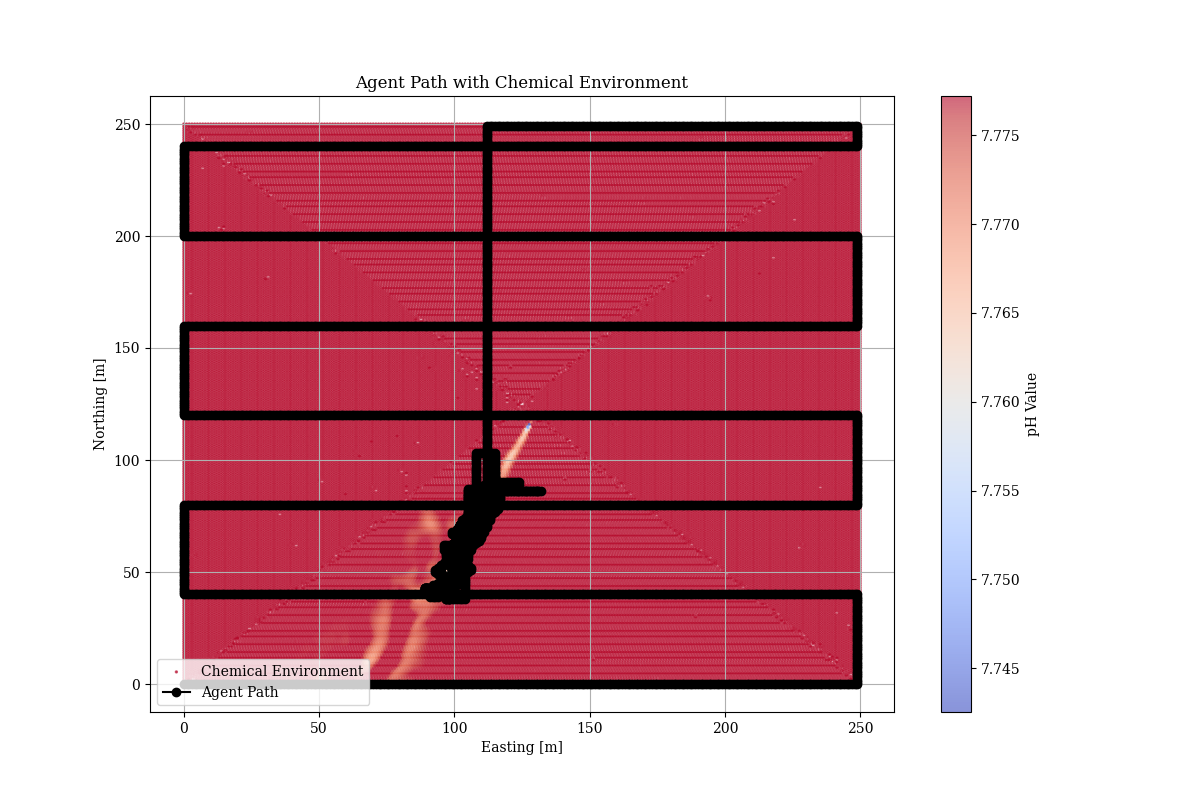 Agent Path with Chemical Environment
250
200
150
100
50
0
Northing [m]
Chemical Environment
Agent Path
0 50 100 150 200 250
Easting [m]
7.775
7.770
7.765
7.760
7.755
7.750
7.745
pH Value